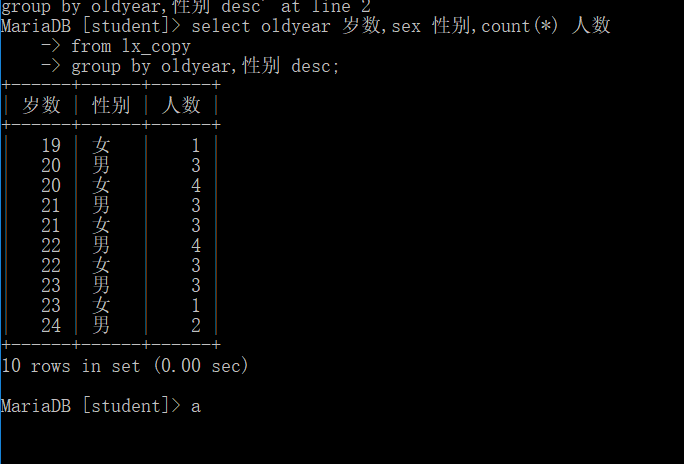 group by oldyear,性别 desc' at line 2
MariaDB [student]> select oldyear 岁数,sex 性别,count(*) 人数
    -> from lx_copy
    -> group by oldyear,性别 desc;
+------+------+------+
| 岁数 | 性别 | 人数 |
+------+------+------+
|   19 | 女   |    1 |
|   20 | 男   |    3 |
|   20 | 女   |    4 |
|   21 | 男   |    3 |
|   21 | 女   |    3 |
|   22 | 男   |    4 |
|   22 | 女   |    3 |
|   23 | 男   |    3 |
|   23 | 女   |    1 |
|   24 | 男   |    2 |
+------+------+------+
10 rows in set (0.00 sec)
MariaDB [student]> a